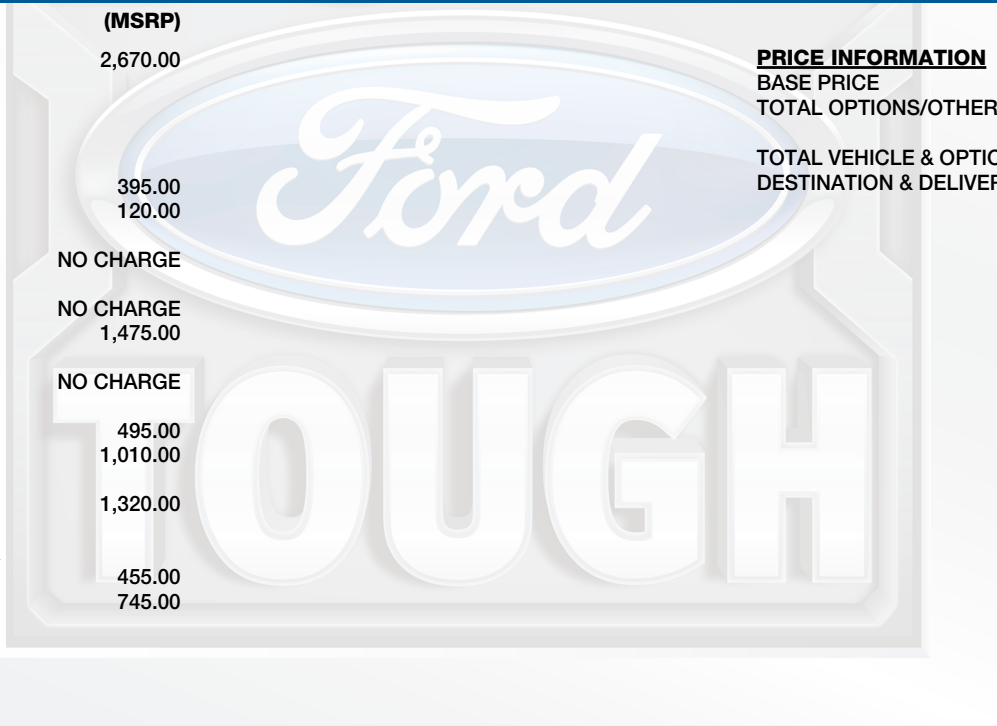 (MSRP)
2,670.00
395.00
120.00
NO CHARGE
NO CHARGE
1,475.00
NO CHARGE
495.00
1,010.00
1,320.00
455.00
745.00
PRICE INFORMATION
BASE PRICE
TOTAL OPTIONS/OTHER
TOTAL VEHICLE & OPTIO
DESTINATION & DELIVER
Ford
TOUGH